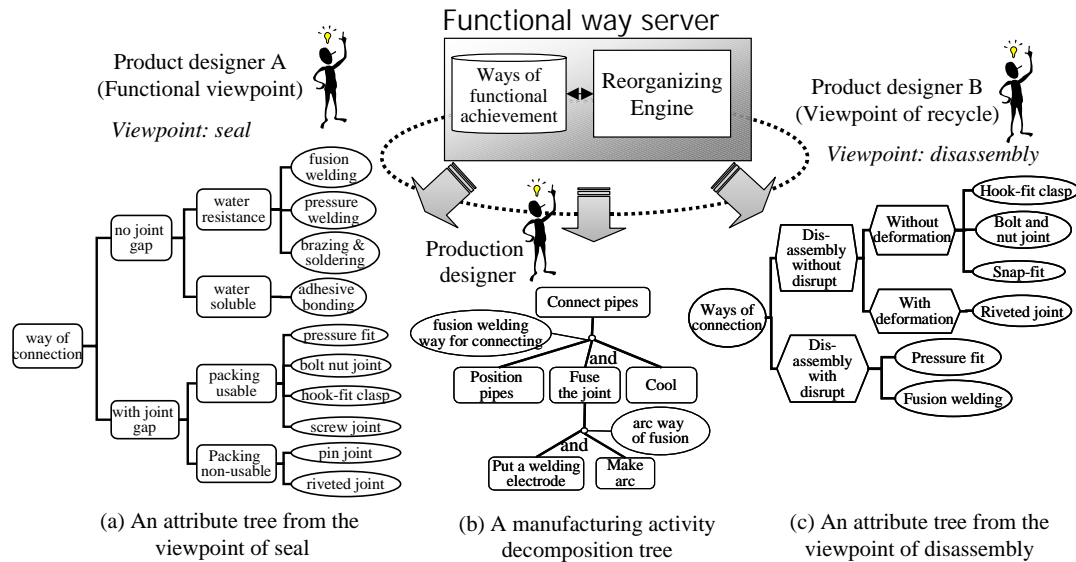 Functional way server
Ways of
functional
achievement
Reorganizing
Engine
Product designer A
(Functional viewpoint)
Viewpoint: seal
Product designer B
(Viewpoint of recycle)
Viewpoint: disassembly
Production
designer
way of
connection
no joint
gap
with joint
gap
water
resistance
water
soluble
packing
usable
Packing
non-usable
fusion
welding
pressure
welding
brazing &
soldering
adhesive
bonding
pressure fit
bolt nut joint
hook-fit clasp
screw joint
pin joint
riveted joint
(a) An attribute tree from the
viewpoint of seal
Connect pipes
fusion welding
way for connecting
and
Position
pipes
Fuse
the joint
Cool
arc way
of fusion
and
Put a welding
electrode
Make
arc
(b) A manufacturing activity
decomposition tree
Ways of
connection
Dis-
assembly
without
disrupt
Dis-
assembly
with
disrupt
Without
deformation
With
deformation
Hook-fit clasp
Bolt and
nut joint
Snap-fit
Riveted joint
Pressure fit
Fusion welding
(c) An attribute tree from the
viewpoint of disassembly